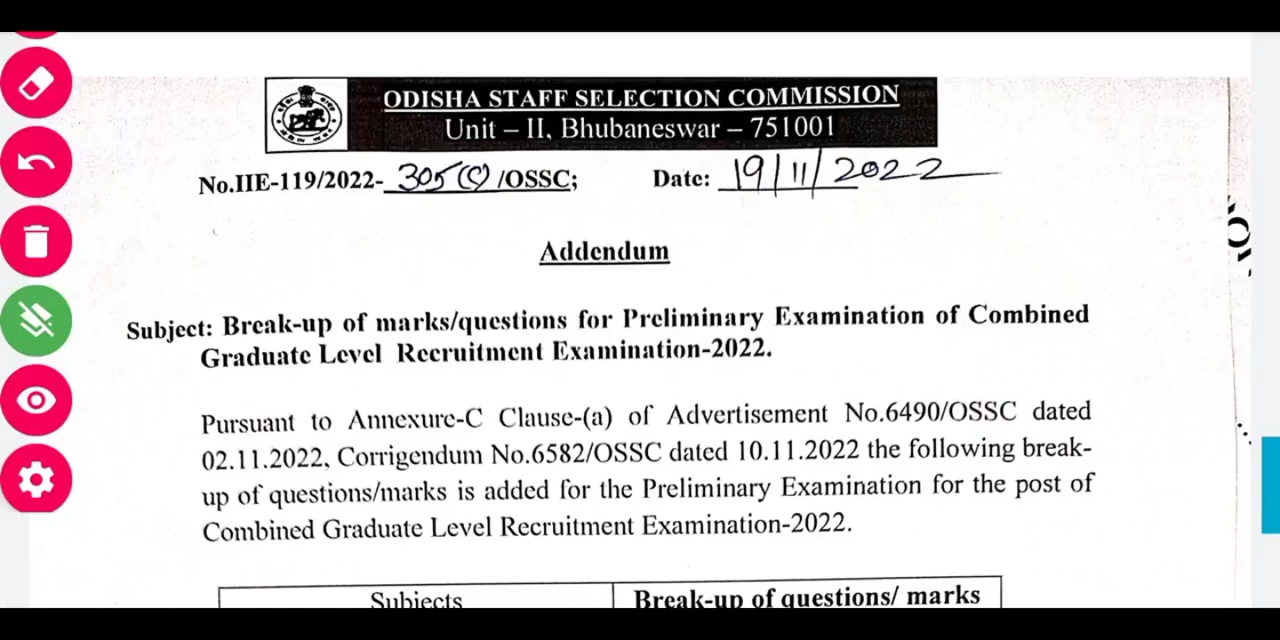 ODISHA STAFF SELECTION COMMISSION
Unit – II, Bhubaneswar – 751001
No.IIE-119/2022- 305(C) /OSSC; Date: 19/11/2022
Addendum
Subject: Break-up of marks/questions for Preliminary Examination of Combined
Graduate Level Recruitment Examination-2022.
Pursuant to Annexure-C Clause-(a) of Advertisement No.6490/OSSC dated
02.11.2022, Corrigendum No.6582/OSSC dated 10.11.2022 the following break-
up of questions/marks is added for the Preliminary Examination for the post of
Combined Graduate Level Recruitment Examination-2022.
Subjects Break-up of questions/ marks